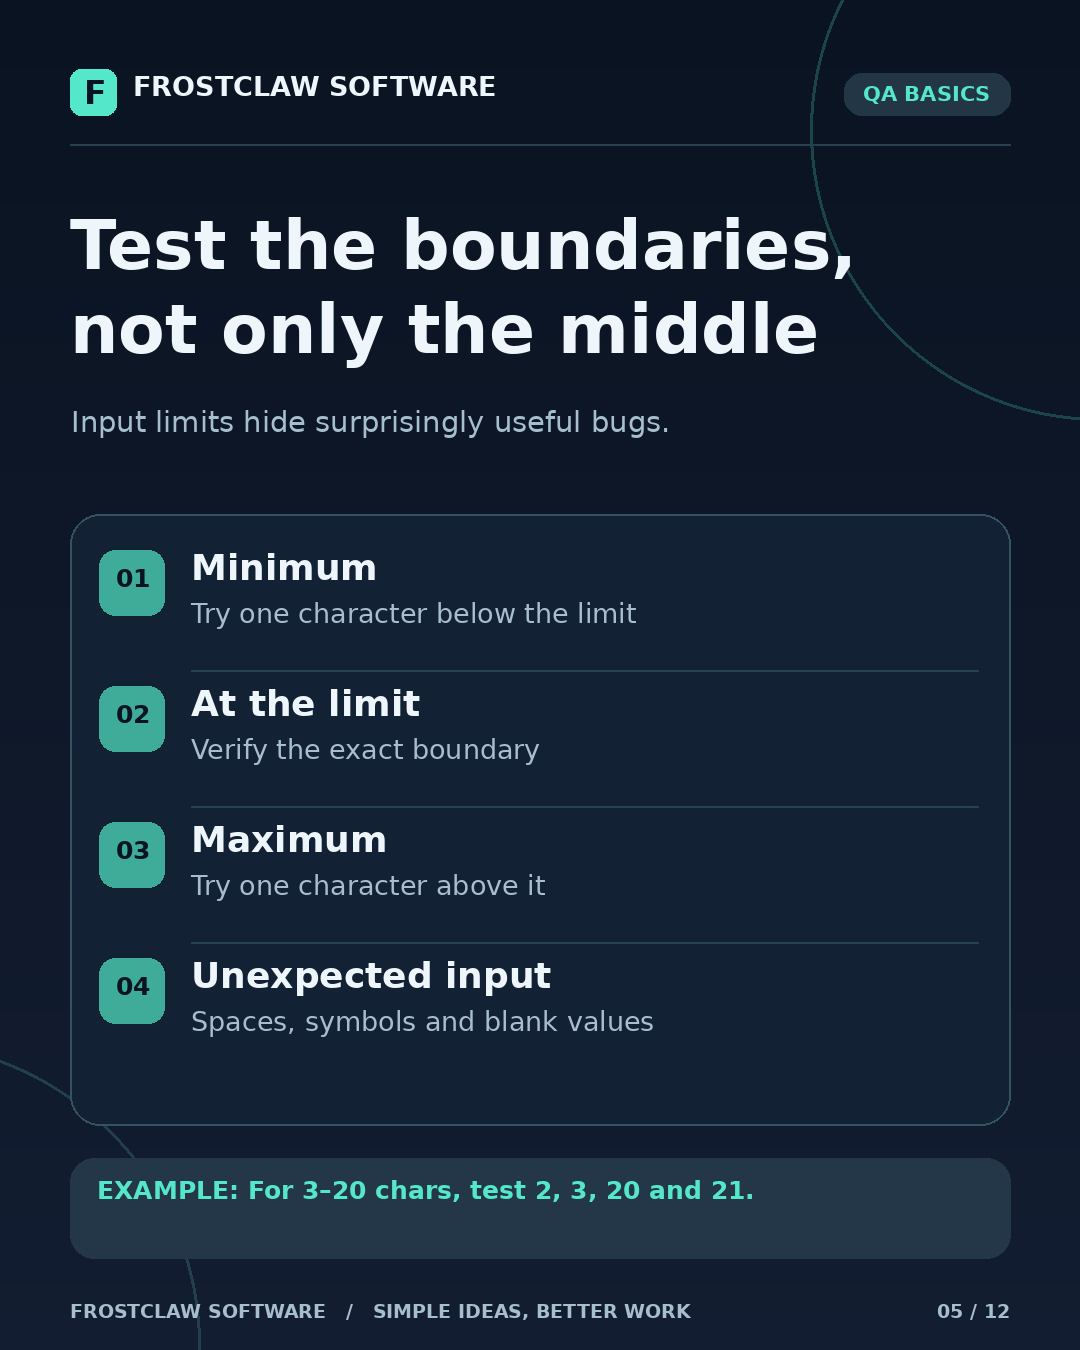 F FROSTCLAW SOFTWARE
QA BASICS
Test the boundaries,
not only the middle
Input limits hide surprisingly useful bugs.
01 Minimum
Try one character below the limit
02 At the limit
Verify the exact boundary
03 Maximum
Try one character above it
04 Unexpected input
Spaces, symbols and blank values
EXAMPLE: For 3–20 chars, test 2, 3, 20 and 21.
FROSTCLAW SOFTWARE / SIMPLE IDEAS, BETTER WORK
05 / 12